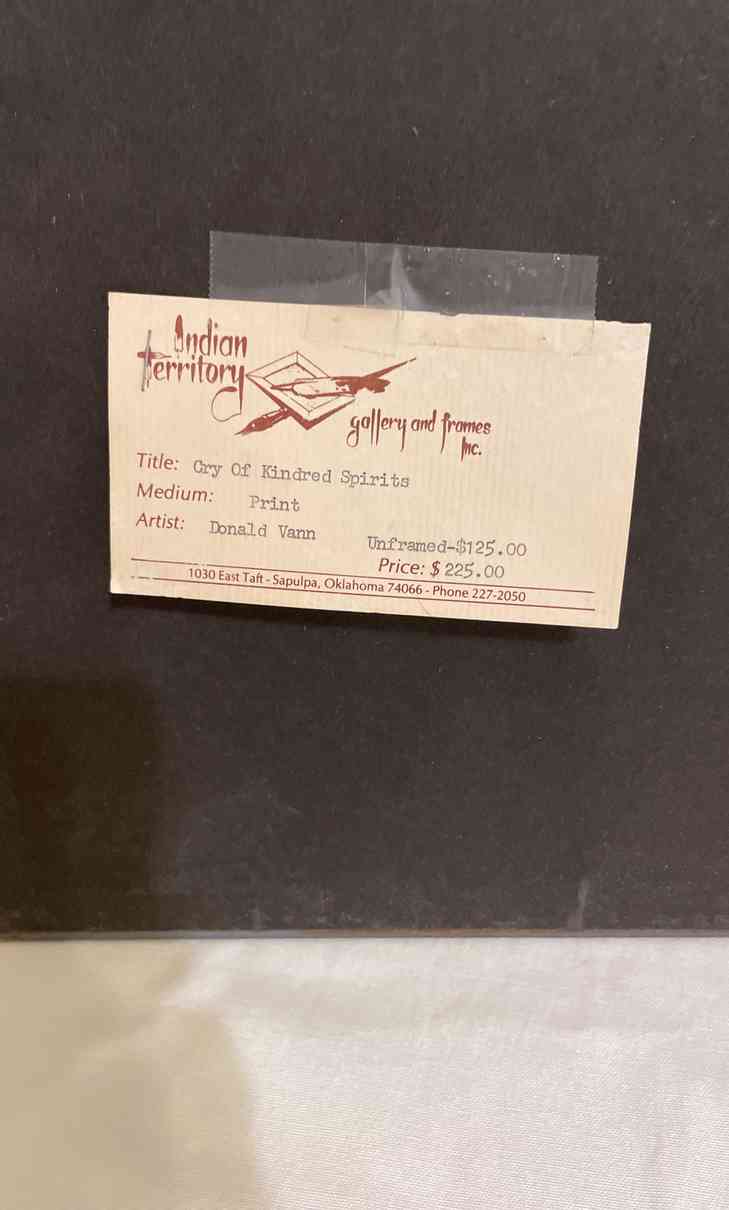 Indian
Territory
gallery and frames
Inc.
Title: Cry Of Kindred Spirits
Medium: Print
Artist: Donald Vann
Unframed-$125.00
Price: $ 225.00
1030 East Taft - Sapulpa, Oklahoma 74066 - Phone 227-2050